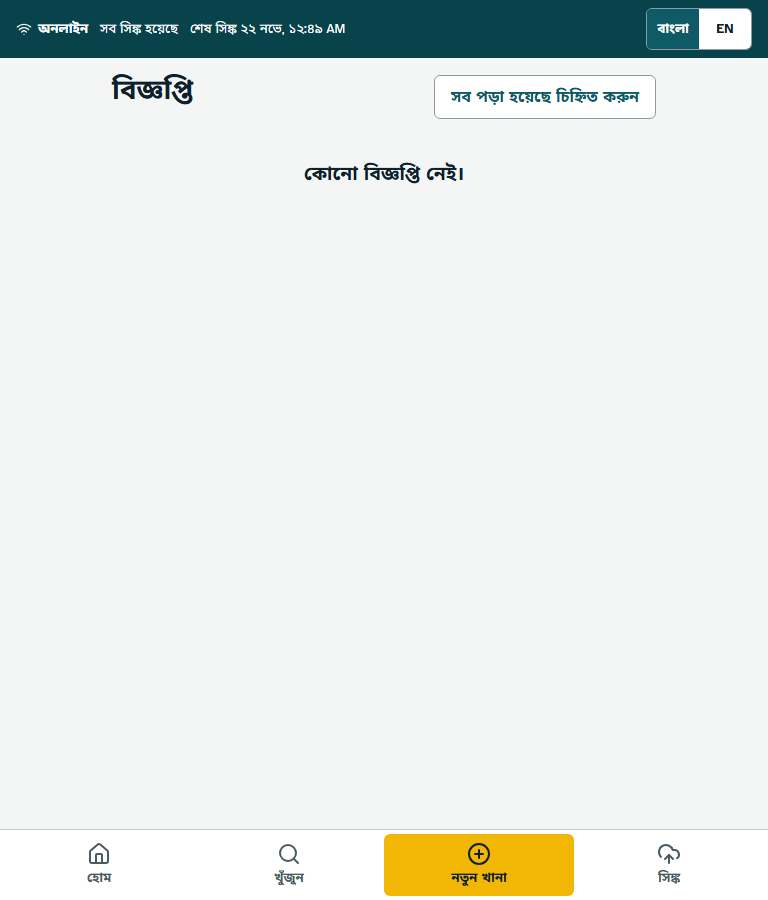 অনলাইন সব সিঙ্ক হয়েছে শেষ সিঙ্ক ২২ নভে, ১২:৪৯ AM বাংলা EN
বিজ্ঞপ্তি সব পড়া হয়েছে চিহ্নিত করুন
কোনো বিজ্ঞপ্তি নেই।
হোম খুঁজুন নতুন খানা সিঙ্ক